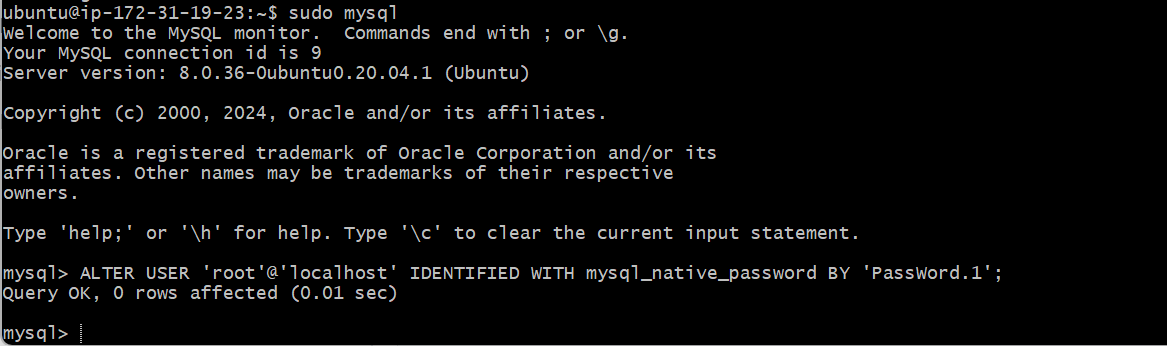 ubuntu@ip-172-31-19-23:~$ sudo mysql
Welcome to the MySQL monitor.  Commands end with ; or \g.
Your MySQL connection id is 9
Server version: 8.0.36-0ubuntu0.20.04.1 (Ubuntu)
Copyright (c) 2000, 2024, Oracle and/or its affiliates.
Oracle is a registered trademark of Oracle Corporation and/or its
affiliates. Other names may be trademarks of their respective
owners.
Type 'help;' or '\h' for help. Type '\c' to clear the current input statement.
mysql> ALTER USER 'root'@'localhost' IDENTIFIED WITH mysql_native_password BY 'PassWord.1';
Query OK, 0 rows affected (0.01 sec)
mysql>